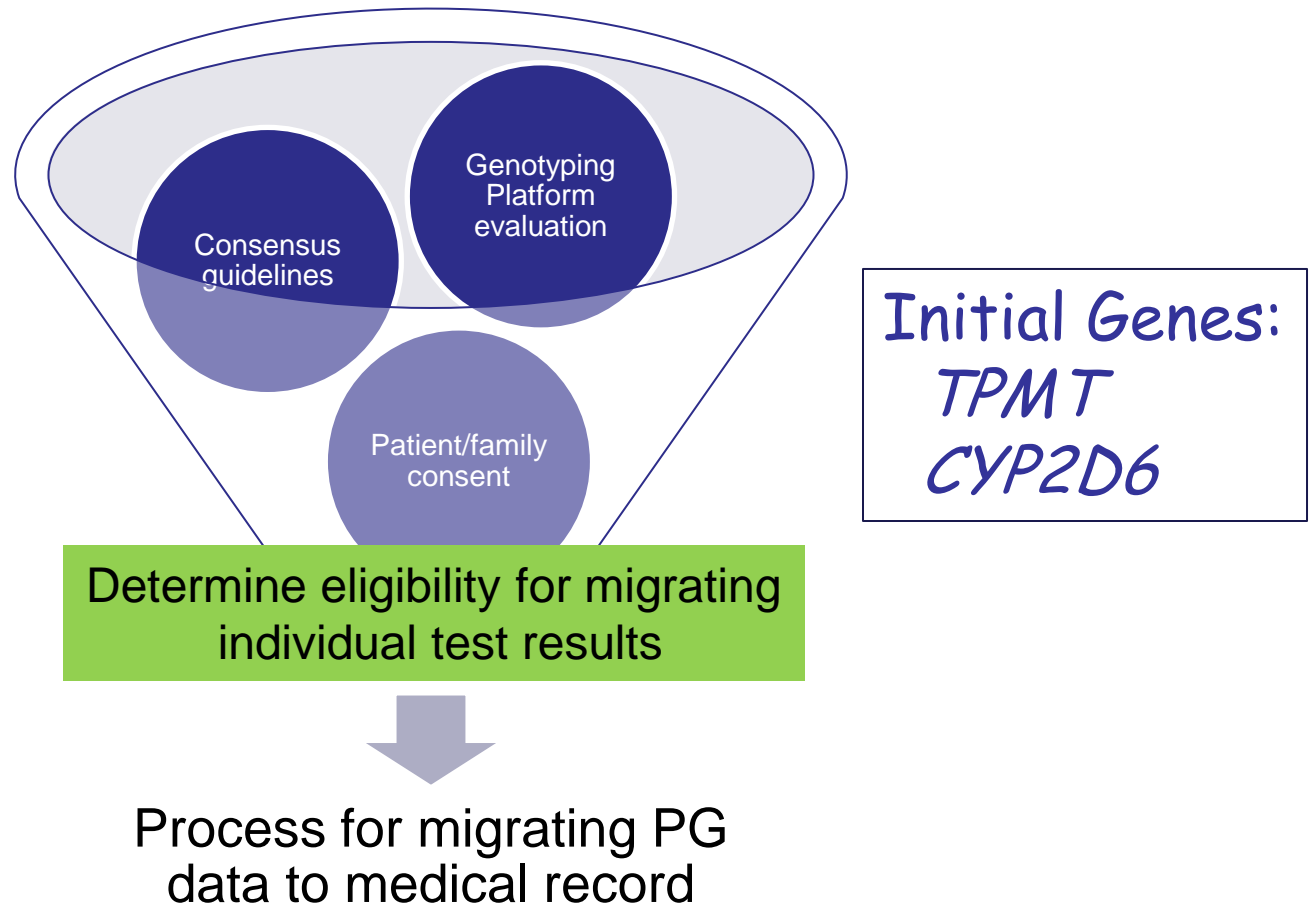 Genotyping
Platform
evaluation
Consensus
guidelines
Patient/family
consent
Initial Genes:
TPMT
CYP2D6
Determine eligibility for migrating
individual test results
Process for migrating PG
data to medical record